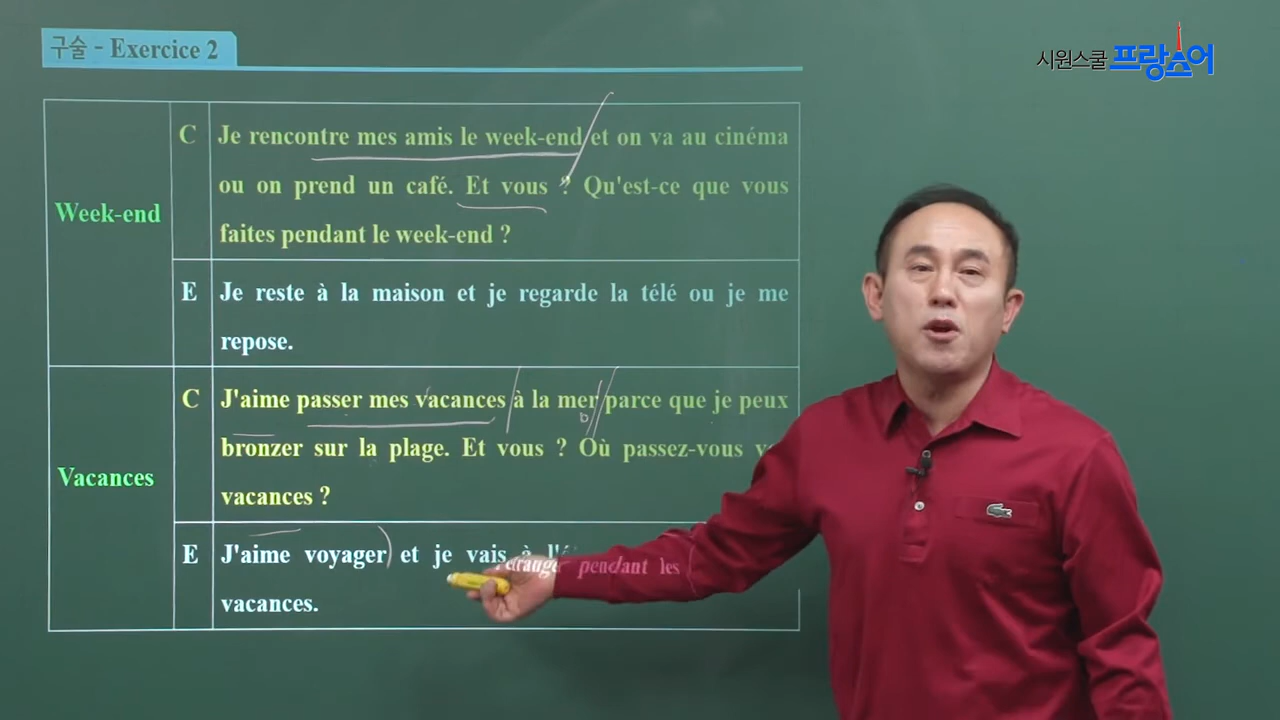 구술 - Exercice 2
시원스쿨 프랑스어
Week-end
C
Je rencontre mes amis le week-end et on va au cinéma
ou on prend un café. Et vous ? Qu'est-ce que vous
faites pendant le week-end ?
E
Je reste à la maison et je regarde la télé ou je me
repose.
Vacances
C
J'aime passer mes vacances à la mer parce que je peux
bronzer sur la plage. Et vous ? Où passez-vous
vacances ?
E
J'aime voyager et je vais à pendant les
vacances.